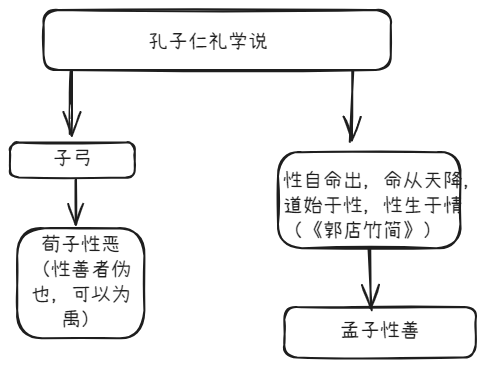 孔子仁礼学说
子弓
性自命出，命从天降，
道始于性，性生于情
（《郭店竹简》）
荀子性恶
（性善者伪
也，可以为
禹）
孟子性善